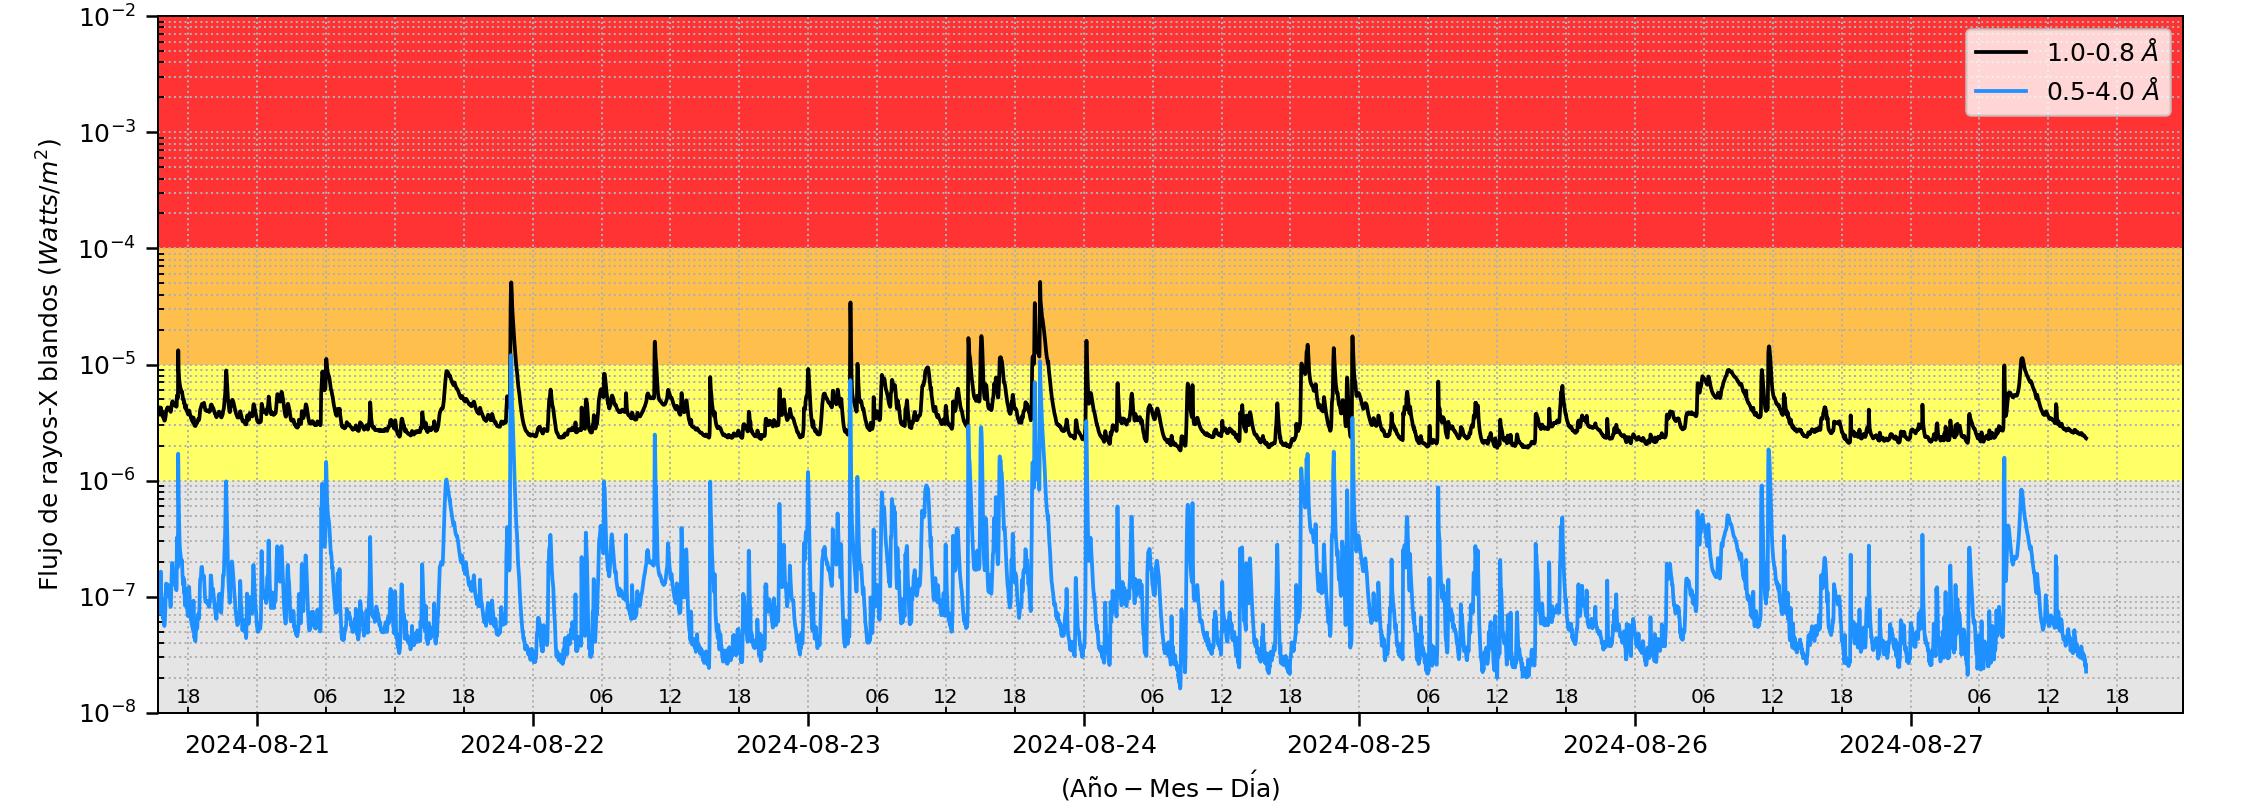 10⁻²
10⁻³
10⁻⁴
10⁻⁵
10⁻⁶
10⁻⁷
10⁻⁸
Flujo de rayos-X blandos (Watts/m²)
1.0-0.8 Å
0.5-4.0 Å
18 06 12 18 06 12 18 06 12 18 06 12 18 06 12 18 06 12 18 06 12 18
2024-08-21 2024-08-22 2024-08-23 2024-08-24 2024-08-25 2024-08-26 2024-08-27
(Año − Mes − Día)